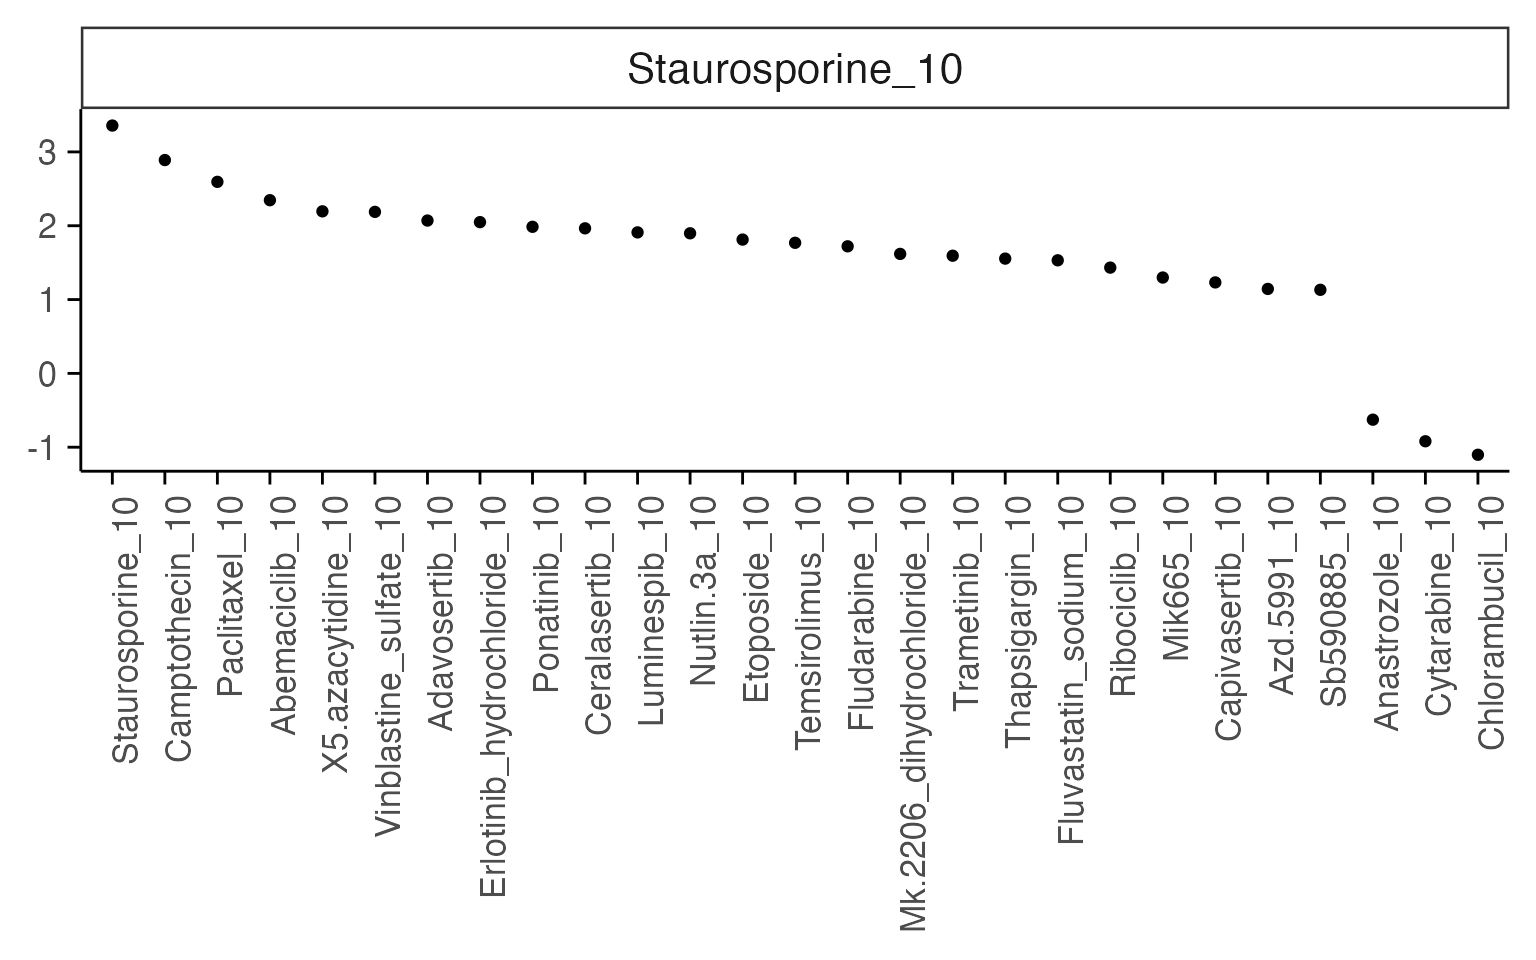 Staurosporine_10
3
2
1
0
-1
Staurosporine_10
Camptothecin_10
Paclitaxel_10
Abemaciclib_10
X5.azacytidine_10
Vinblastine_sulfate_10
Adavosertib_10
Erlotinib_hydrochloride_10
Ponatinib_10
Ceralasertib_10
Luminespib_10
Nutlin.3a_10
Etoposide_10
Temsirolimus_10
Fludarabine_10
Mk.2206_dihydrochloride_10
Trametinib_10
Thapsigargin_10
Fluvastatin_sodium_10
Ribociclib_10
Mik665_10
Capivasertib_10
Azd.5991_10
Sb590885_10
Anastrozole_10
Cytarabine_10
Chlorambucil_10